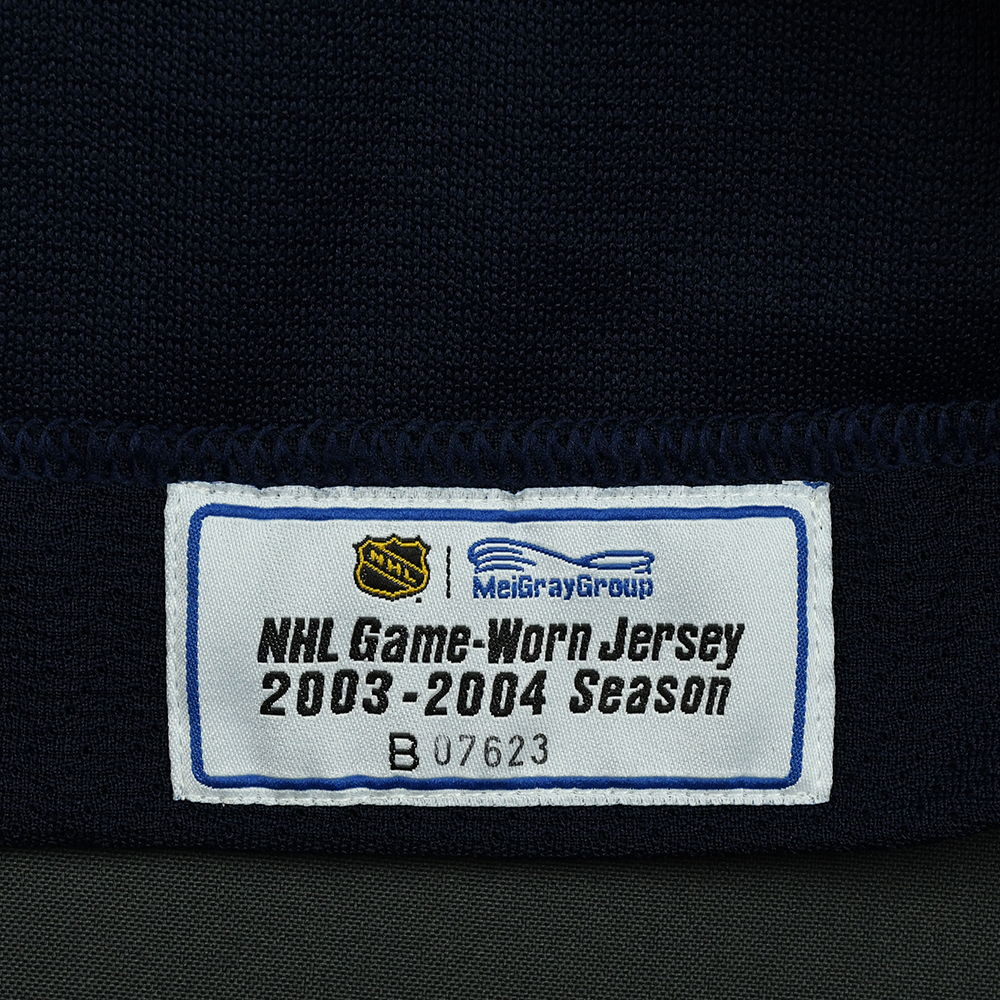 NHL
MeiGrayGroup
NHL Game-Worn Jersey
2003-2004 Season
B 07623